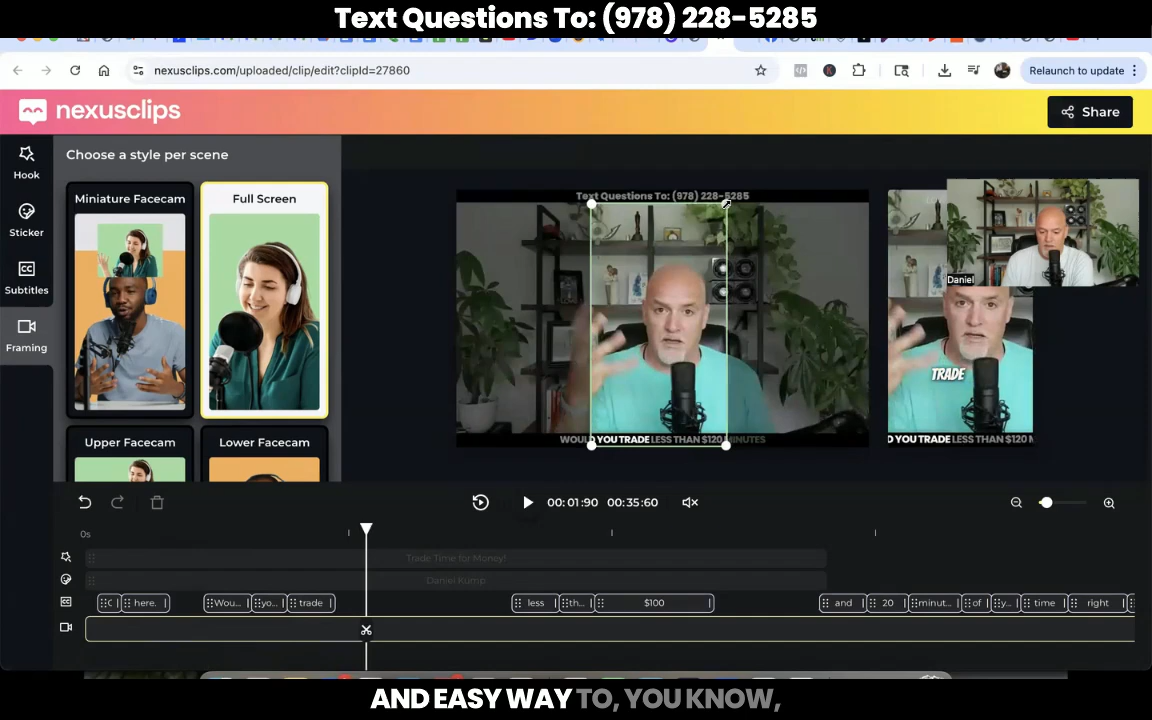 Text Questions To: (978) 228-5285
nexusclips.com/uploaded/clip/edit?clipId=27860
Relaunch to update
nexusclips
Share
Choose a style per scene
Hook
Sticker
Subtitles
Framing
Miniature Facecam
Full Screen
Upper Facecam
Lower Facecam
Text Questions To: (978) 228-5285
WOULD YOU TRADE LESS THAN $120 MINUTES
Daniel
TRADE
D YOU TRADE LESS THAN $120 M
00:01:90 00:35:60
0s
Trade Time for Money!
Daniel Kump
here. Wou... yo... trade less th... $100 and 20 minut... of y... time right
AND EASY WAY TO, YOU KNOW,